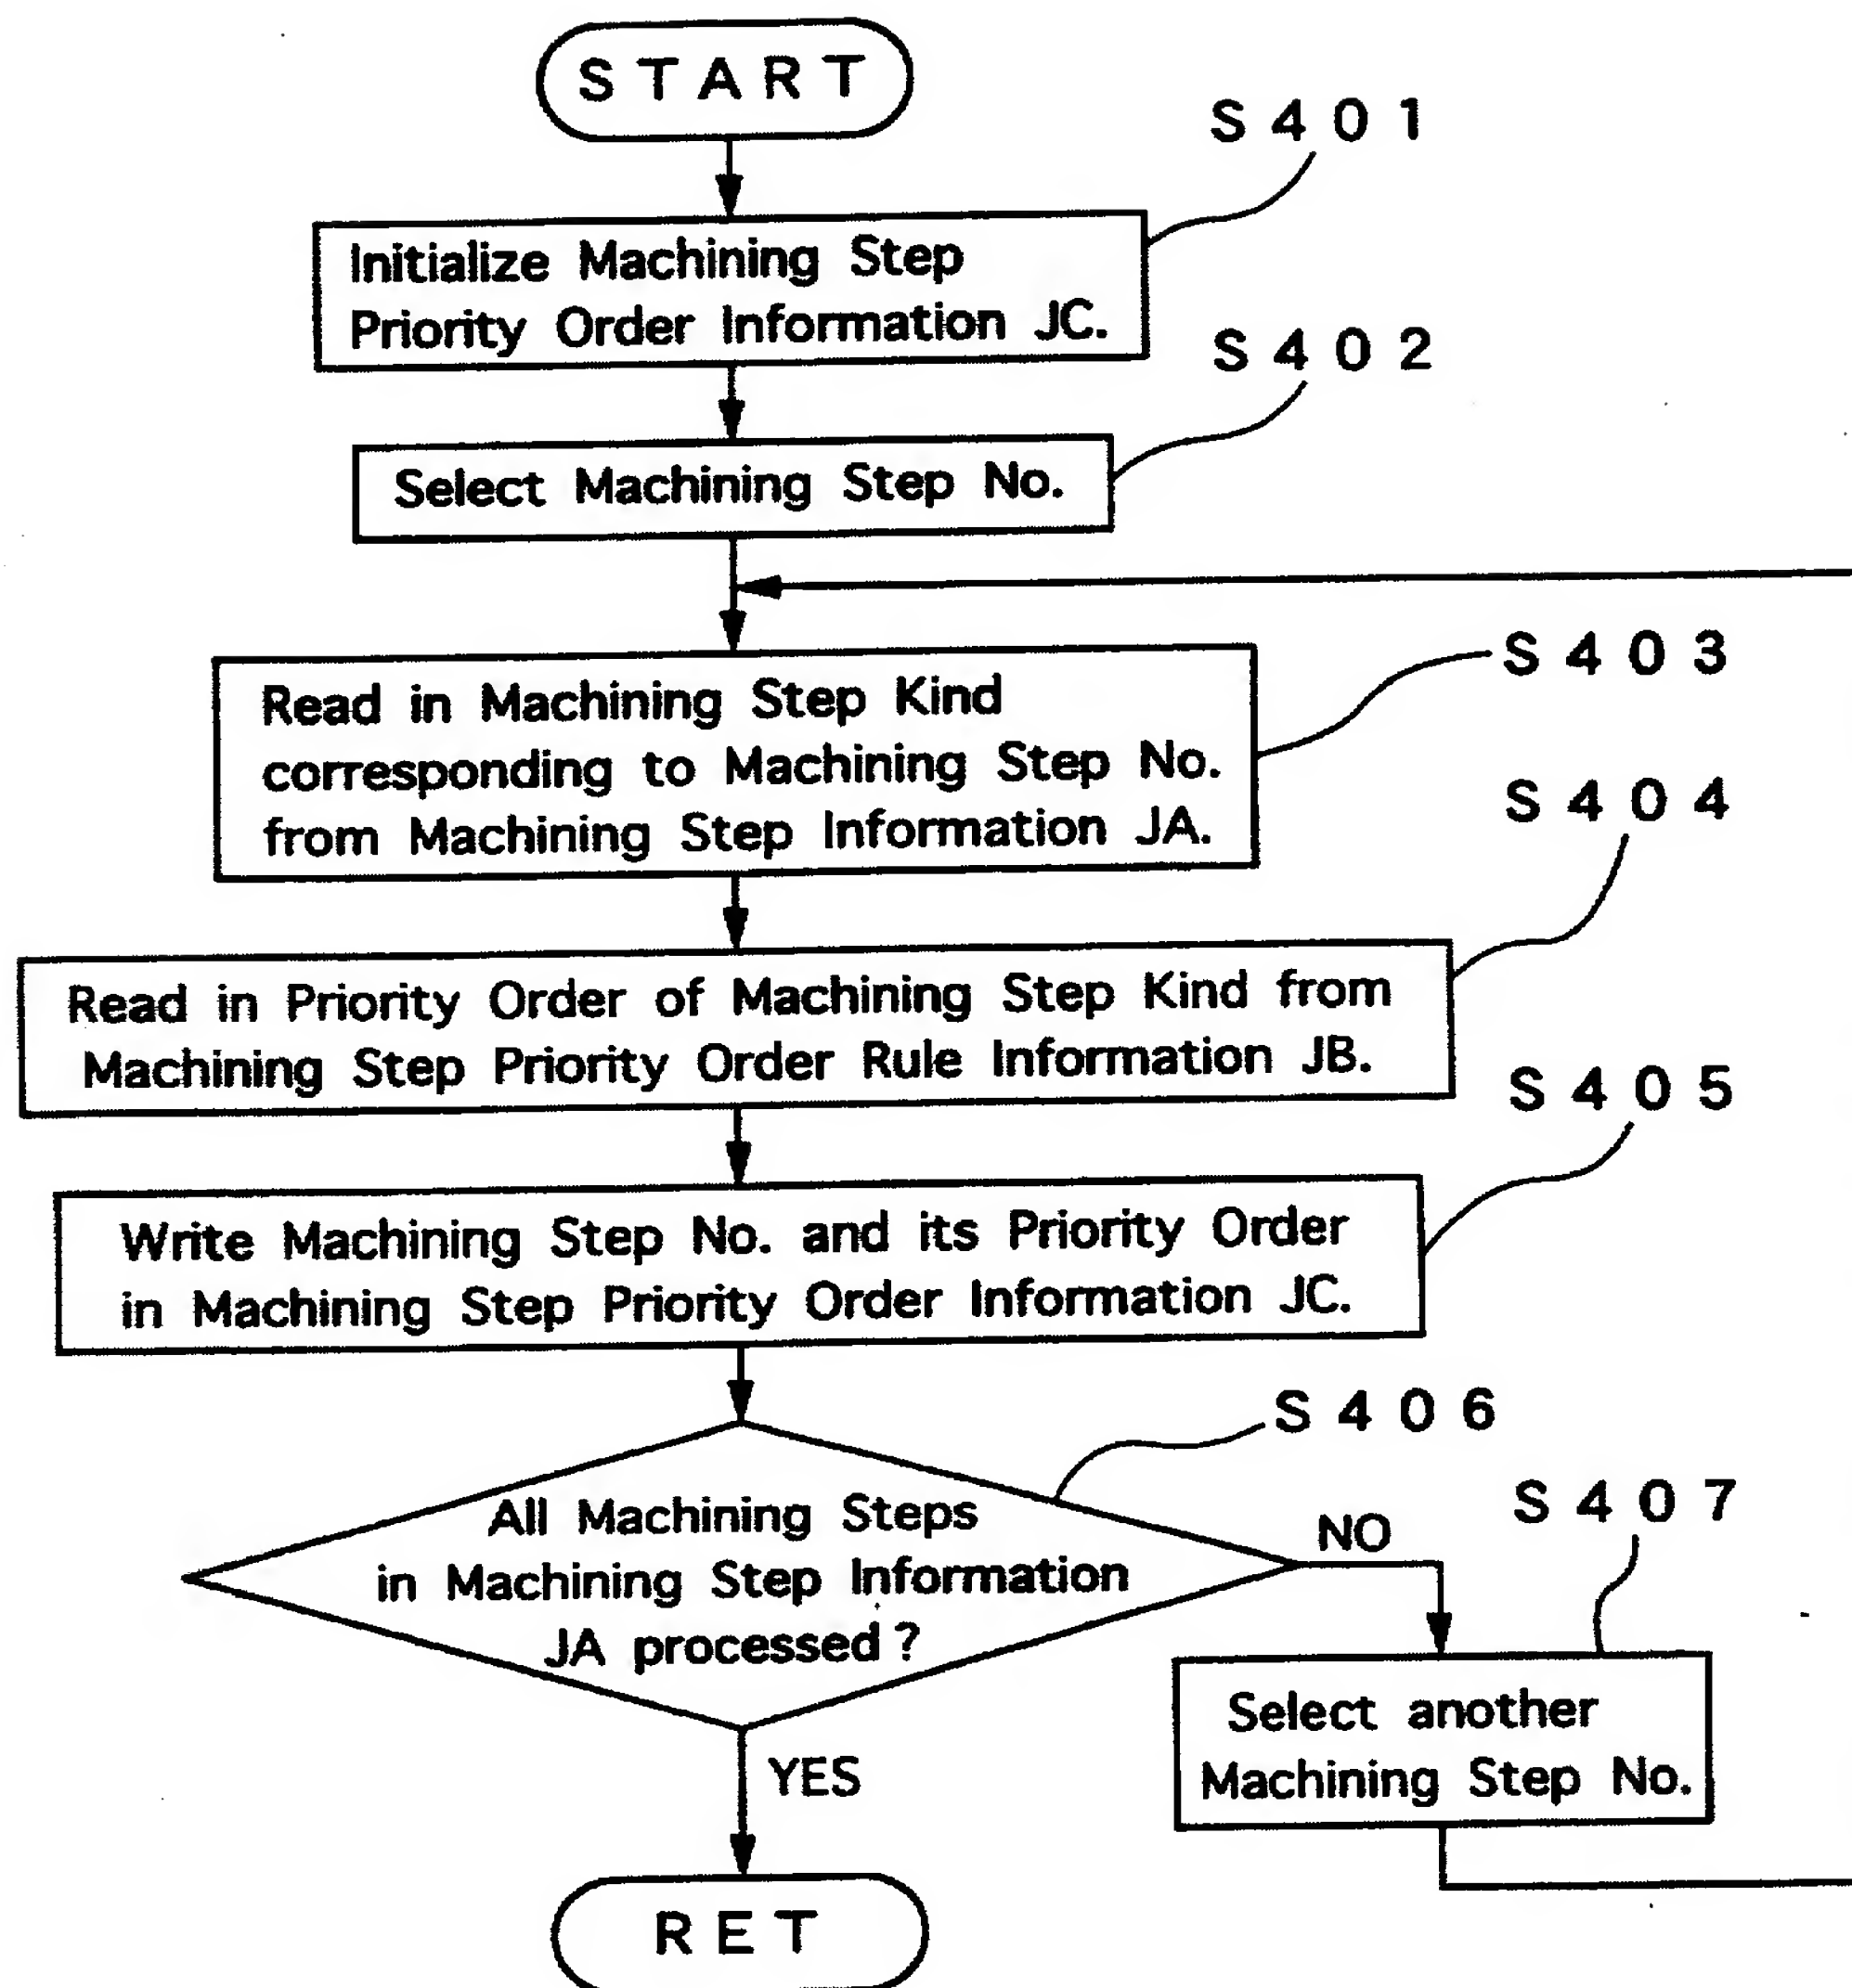 START
S401
Initialize Machining Step
Priority Order Information JC.
S402
Select Machining Step No.
S403
Read in Machining Step Kind
corresponding to Machining Step No.
from Machining Step Information JA.
S404
Read in Priority Order of Machining Step Kind from
Machining Step Priority Order Rule Information JB.
S405
Write Machining Step No. and its Priority Order
in Machining Step Priority Order Information JC.
S406
All Machining Steps
in Machining Step Information
JA processed?
NO
S407
Select another
Machining Step No.
YES
RET